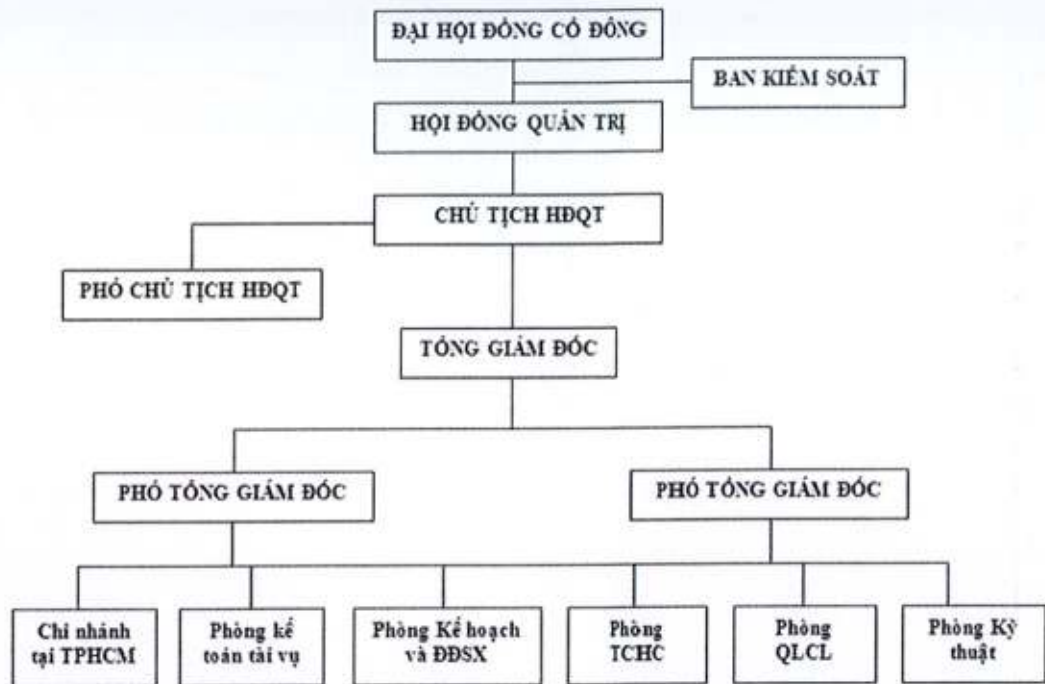 ĐẠI HỘI ĐỒNG CỔ ĐÔNG
BAN KIỂM SOÁT
HỘI ĐỒNG QUẢN TRỊ
CHỦ TỊCH HĐQT
PHÓ CHỦ TỊCH HĐQT
TỔNG GIÁM ĐỐC
PHÓ TỔNG GIÁM ĐỐC
PHÓ TỔNG GIÁM ĐỐC
Chi nhánh
tại TPHCM
Phòng kế
toán tài vụ
Phòng Kế hoạch
và ĐĐSX
Phòng
TCHC
Phòng
QLCL
Phòng Kỹ
thuật